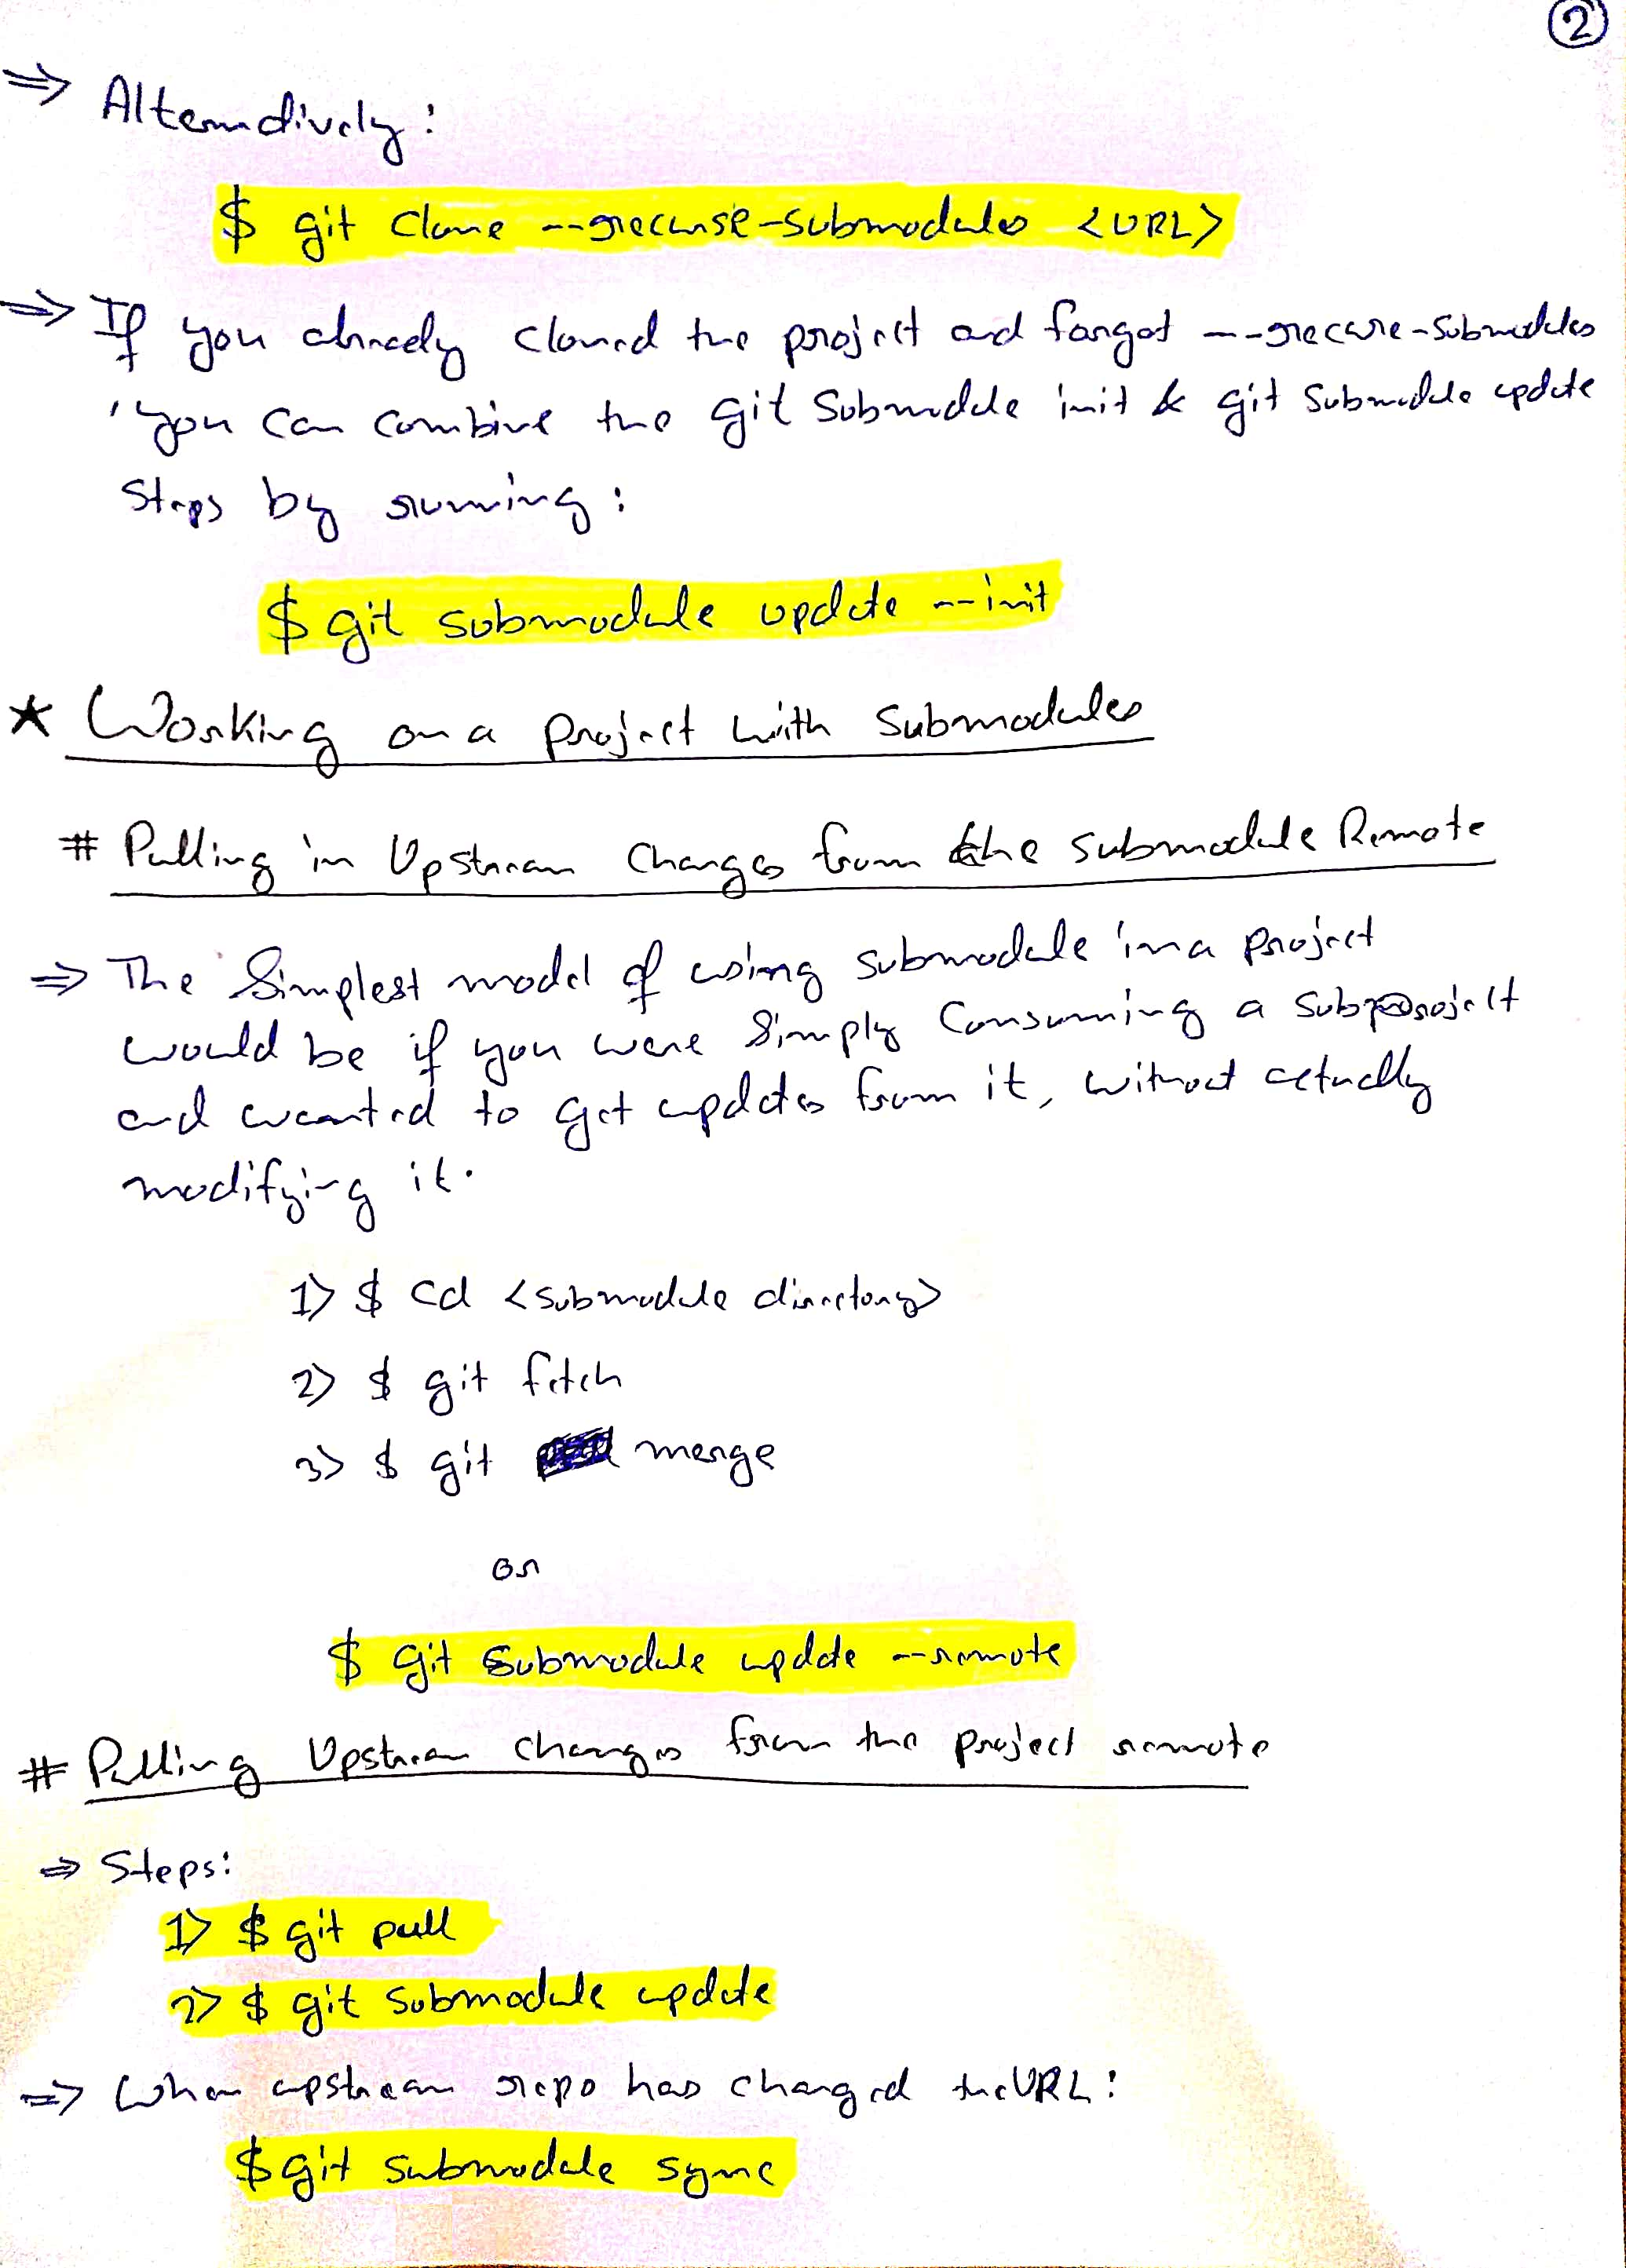 2
⇒ Alternatively:
$ git clone --recurse-submodules <URL>
⇒ If you already cloned the project and forgot --recurse-submodules
, you can combine the git submodule init & git submodule update
steps by running:
$ git submodule update --init
* Working on a project with submodules
# Pulling in Upstream Changes from the submodule Remote
⇒ The Simplest model of using submodule in a project
would be if you were Simply Consuming a subproject
and wanted to get updates from it, without actually
modifying it.
1> $ cd <submodule directory>
2> $ git fetch
3> $ git merge
or
$ git submodule update --remote
# Pulling Upstream changes from the project remote
⇒ Steps:
1> $ git pull
2> $ git submodule update
⇒ When upstream repo has changed the URL:
$ git submodule sync